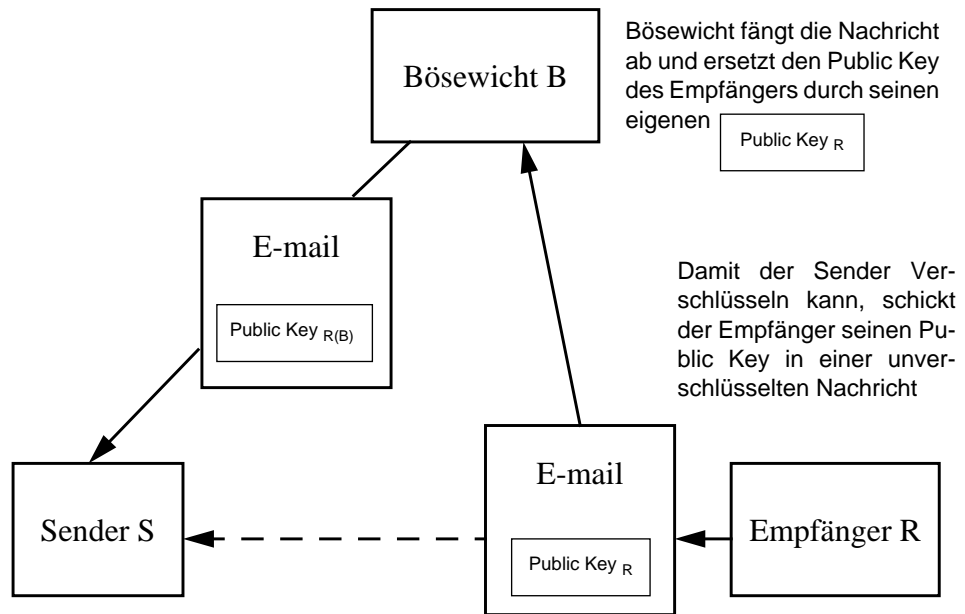 Bösewicht B
Bösewicht fängt die Nachricht
ab und ersetzt den Public Key
des Empfängers durch seinen
eigenen
Public Key R
E-mail
Public Key R(B)
Damit der Sender Ver-
schlüsseln kann, schickt
der Empfänger seinen Pu-
blic Key in einer unver-
schlüsselten Nachricht
Sender S
E-mail
Public Key R
Empfänger R